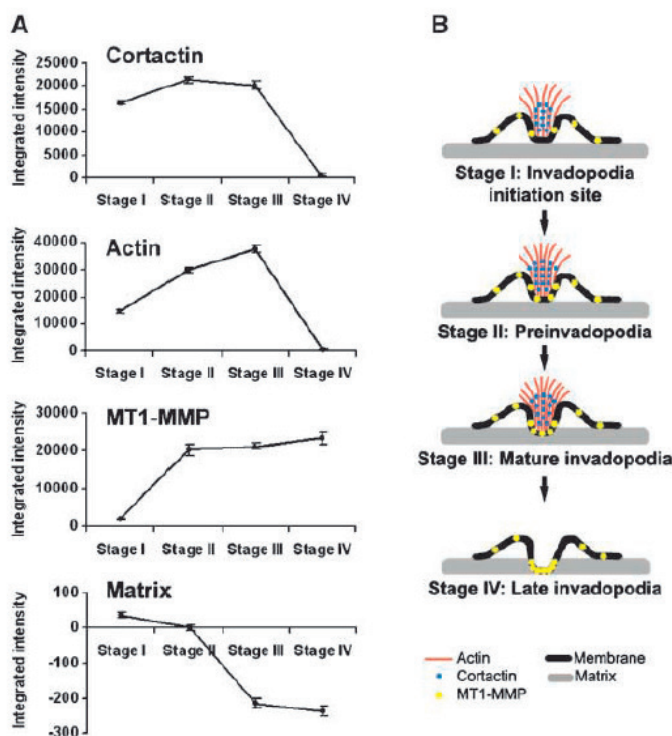 A
Cortactin
Integrated intensity
25000
20000
15000
10000
5000
0
Stage I Stage II Stage III Stage IV
Actin
Integrated intensity
40000
30000
20000
10000
0
Stage I Stage II Stage III Stage IV
MT1-MMP
Integrated intensity
30000
20000
10000
0
Stage I Stage II Stage III Stage IV
Matrix
Integrated intensity
100
0
-100
-200
-300
Stage I Stage II Stage III Stage IV
B
Stage I: Invadopodia
initiation site
Stage II: Preinvadopodia
Stage III: Mature invadopodia
Stage IV: Late invadopodia
Actin
Cortactin
MT1-MMP
Membrane
Matrix